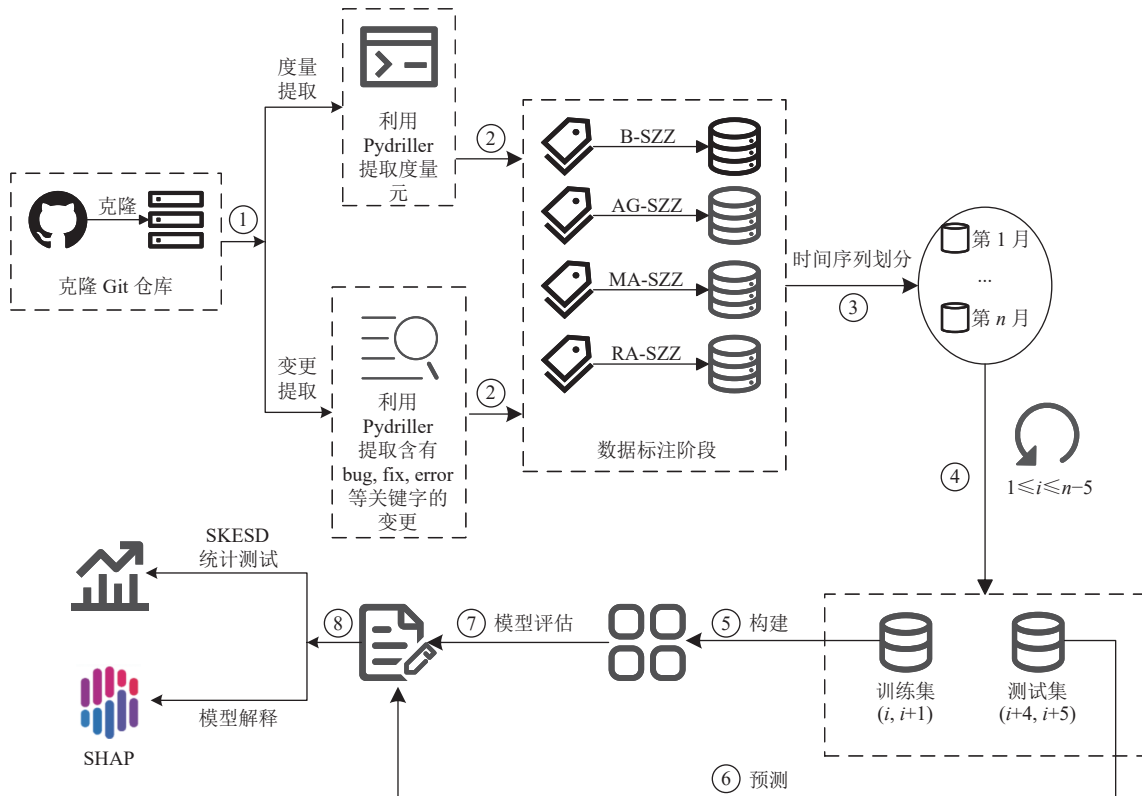 克隆
克隆 Git 仓库
①
度量
提取
变更
提取
利用
Pydriller
提取度量
元
利用
Pydriller
提取含有
bug, fix, error
等关键字的
变更
②
②
B-SZZ
AG-SZZ
MA-SZZ
RA-SZZ
数据标注阶段
时间序列划分
③
第 1 月
...
第 n 月
④
1≤i≤n−5
训练集
(i, i+1)
测试集
(i+4, i+5)
⑤ 构建
⑥ 预测
⑦ 模型评估
⑧
SKESD
统计测试
模型解释
SHAP